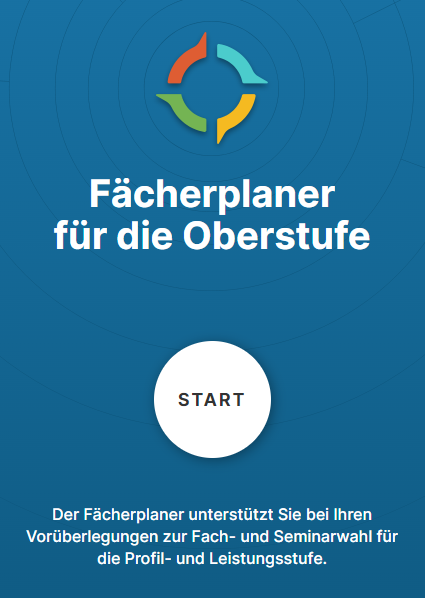 Fächerplaner
für die Oberstufe
START
Der Fächerplaner unterstützt Sie bei Ihren
Vorüberlegungen zur Fach- und Seminarwahl für
die Profil- und Leistungsstufe.